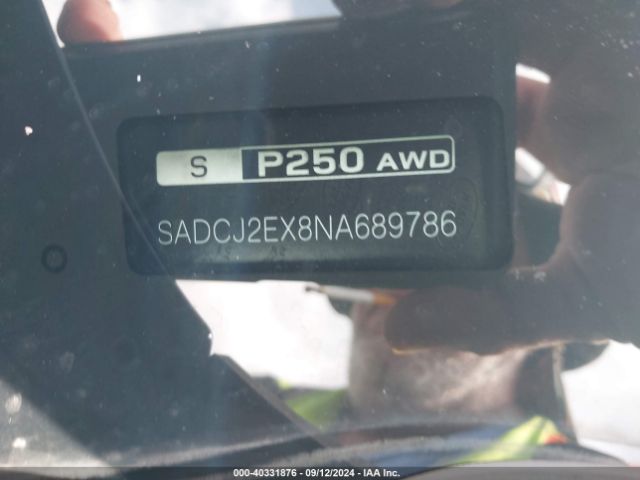 S P250 AWD
SADCJ2EX8NA689786
000-40331876 - 09/12/2024 - IAA Inc.